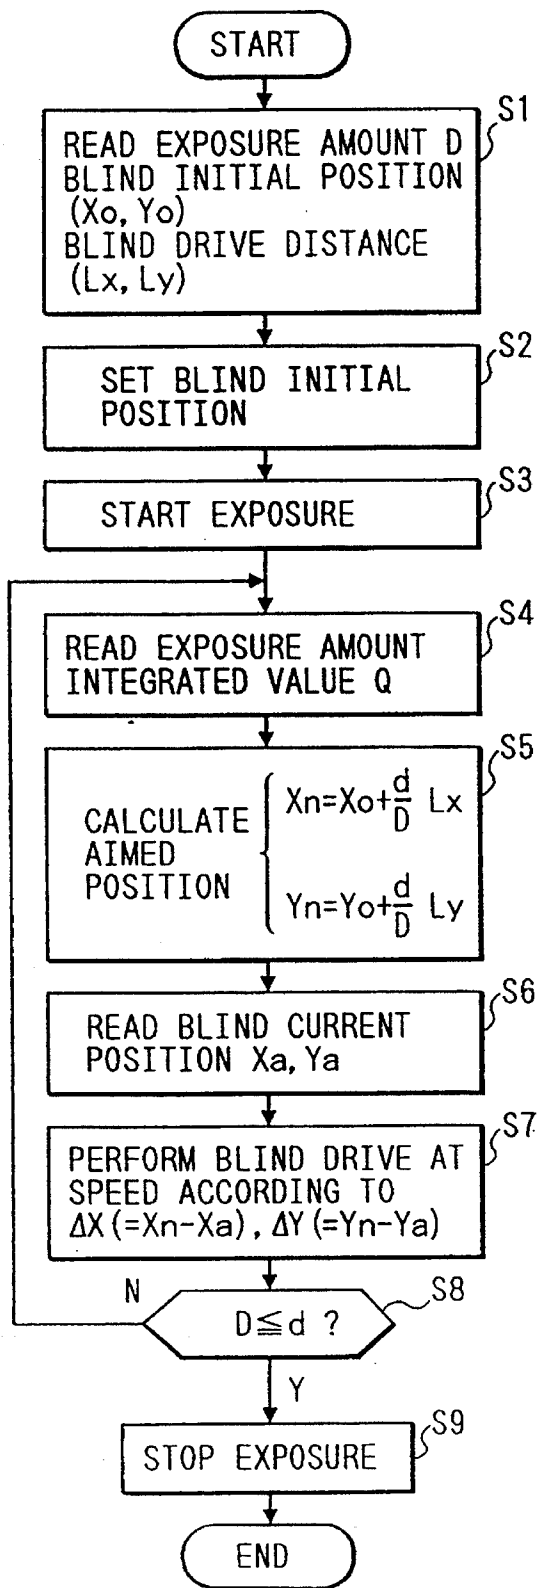 START
S1
READ EXPOSURE AMOUNT D
BLIND INITIAL POSITION
(Xo, Yo)
BLIND DRIVE DISTANCE
(Lx, Ly)
S2
SET BLIND INITIAL
POSITION
S3
START EXPOSURE
S4
READ EXPOSURE AMOUNT
INTEGRATED VALUE Q
S5
CALCULATE
AIMED
POSITION
Xn=Xo+d/D Lx
Yn=Yo+d/D Ly
S6
READ BLIND CURRENT
POSITION Xa, Ya
S7
PERFORM BLIND DRIVE AT
SPEED ACCORDING TO
ΔX(=Xn-Xa), ΔY(=Yn-Ya)
N
S8
D≦d ?
Y
S9
STOP EXPOSURE
END